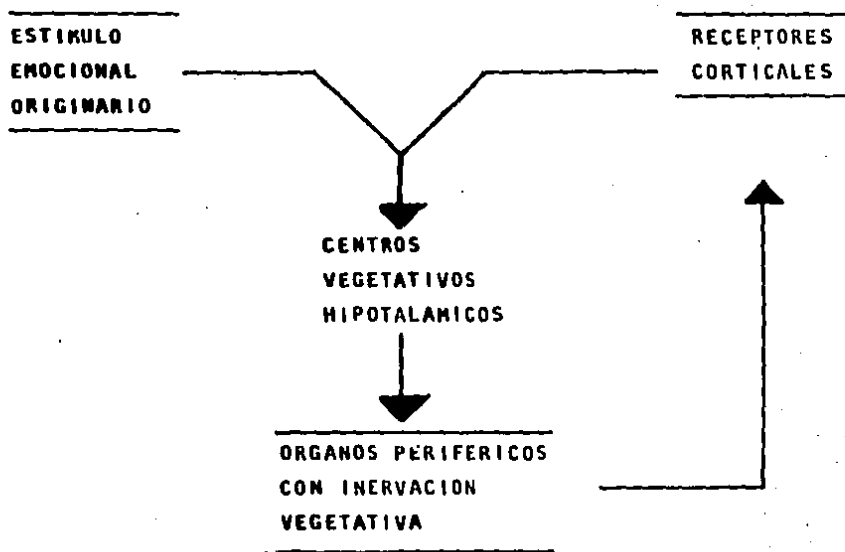 ESTIMULO
EMOCIONAL
ORIGINARIO
RECEPTORES
CORTICALES
CENTROS
VEGETATIVOS
HIPOTALAMICOS
ORGANOS PERIFERICOS
CON INERVACION
VEGETATIVA